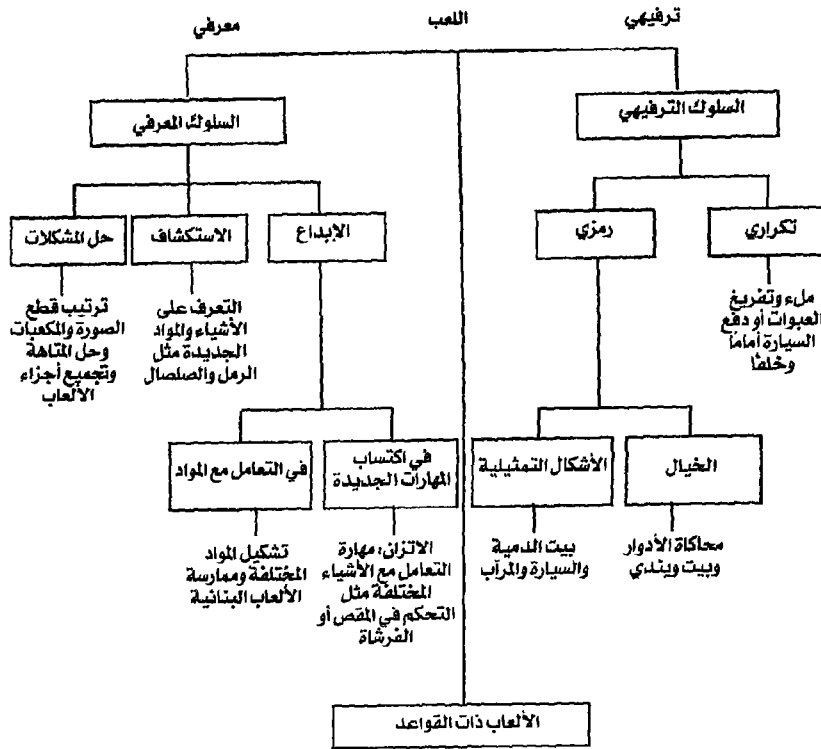 ترفيهي
اللعب
معرفي
السلوك الترفيهي
السلوك المعرفي
تكراري
رمزي
الإبداع
الاستكشاف
حل المشكلات
ملء وتفريغ
العبوات أو دفع
السيارة أماماً
وخلفاً
التعرف على
الأشياء والمواد
الجديدة مثل
الرمل والصلصال
ترتيب قطع
الصورة والمكعبات
وحل المتاهة
وتجميع أجزاء
الألعاب
الخيال
الأشكال التمثيلية
في اكتساب
المهارات الجديدة
في التعامل مع المواد
محاكاة الأدوار
وبيت ويندي
بيت الدمية
والسيارة والمرآب
الاتزان، مهارة
التعامل مع الأشياء
المختلفة مثل
التحكم في المقص أو
الفرشاة
تشكيل المواد
المختلفة وممارسة
الألعاب البنائية
الألعاب ذات القواعد